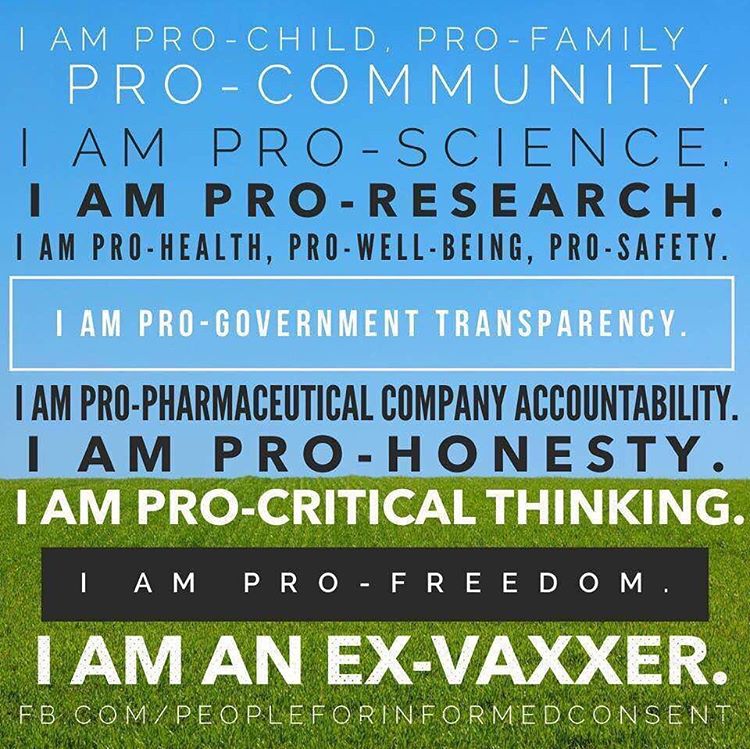 I AM PRO-CHILD, PRO-FAMILY
PRO-COMMUNITY.
I AM PRO-SCIENCE.
I AM PRO-RESEARCH.
I AM PRO-HEALTH, PRO-WELL-BEING, PRO-SAFETY.
I AM PRO-GOVERNMENT TRANSPARENCY.
I AM PRO-PHARMACEUTICAL COMPANY ACCOUNTABILITY.
I AM PRO-HONESTY.
I AM PRO-CRITICAL THINKING.
I AM PRO-FREEDOM.
I AM AN EX-VAXXER.
FB.COM/PEOPLEFORINFORMEDCONSENT